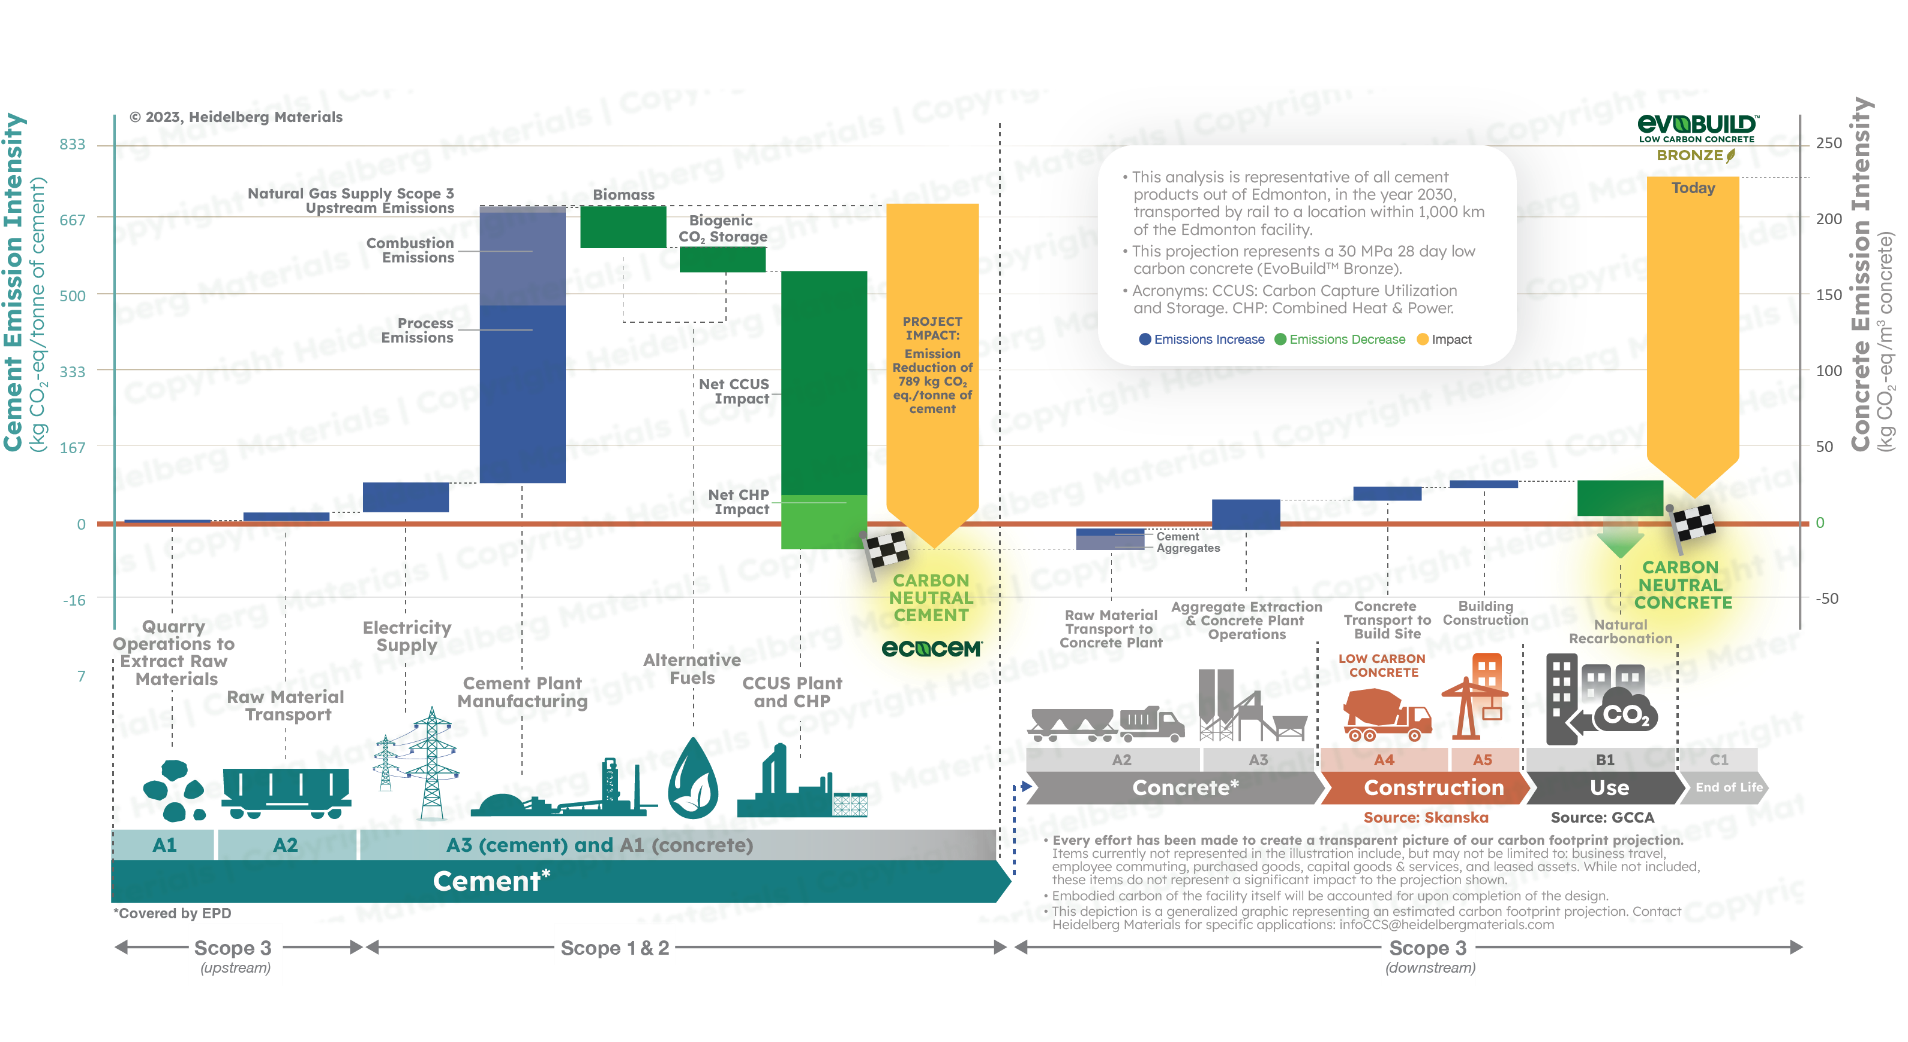 © 2023, Heidelberg Materials
Cement Emission Intensity
(kg CO₂-eq/tonne of cement)
833
667
500
333
167
0
-16
7
Natural Gas Supply Scope 3
Upstream Emissions
Combustion
Emissions
Process
Emissions
Biomass
Biogenic
CO₂ Storage
Net CCUS
Impact
Net CHP
Impact
PROJECT
IMPACT:
Emission
Reduction of
789 kg CO₂
eq./tonne of
cement
CARBON
NEUTRAL
CEMENT
ECOCEM
Quarry
Operations to
Extract Raw
Materials
Raw Material
Transport
Electricity
Supply
Cement Plant
Manufacturing
Alternative
Fuels
CCUS Plant
and CHP
A1
A2
A3 (cement) and A1 (concrete)
Cement*
*Covered by EPD
Scope 3
(upstream)
Scope 1 & 2
• This analysis is representative of all cement
products out of Edmonton, in the year 2030,
transported by rail to a location within 1,000 km
of the Edmonton facility.
• This projection represents a 30 MPa 28 day low
carbon concrete (EvoBuild™ Bronze).
• Acronyms: CCUS: Carbon Capture Utilization
and Storage. CHP: Combined Heat & Power.
Emissions Increase
Emissions Decrease
Impact
EVOBUILD™
LOW CARBON CONCRETE
BRONZE
Today
Concrete Emission Intensity
(kg CO₂-eq/m³ concrete)
250
200
150
100
50
0
-50
Cement
Aggregates
CARBON
NEUTRAL
CONCRETE
Raw Material
Transport to
Concrete Plant
Aggregate Extraction
& Concrete Plant
Operations
Concrete
Transport to
Build Site
Building
Construction
Natural
Recarbonation
LOW CARBON
CONCRETE
CO₂
A2
A3
A4
A5
B1
C1
Concrete*
Construction
Use
End of Life
Source: Skanska
Source: GCCA
• Every effort has been made to create a transparent picture of our carbon footprint projection.
Items currently not represented in the illustration include, but may not be limited to: business travel,
employee commuting, purchased goods, capital goods & services, and leased assets. While not included,
these items do not represent a significant impact to the projection shown.
• Embodied carbon of the facility itself will be accounted for upon completion of the design.
• This depiction is a generalized graphic representing an estimated carbon footprint projection. Contact
Heidelberg Materials for specific applications: infoCCS@heidelbergmaterials.com
Scope 3
(downstream)